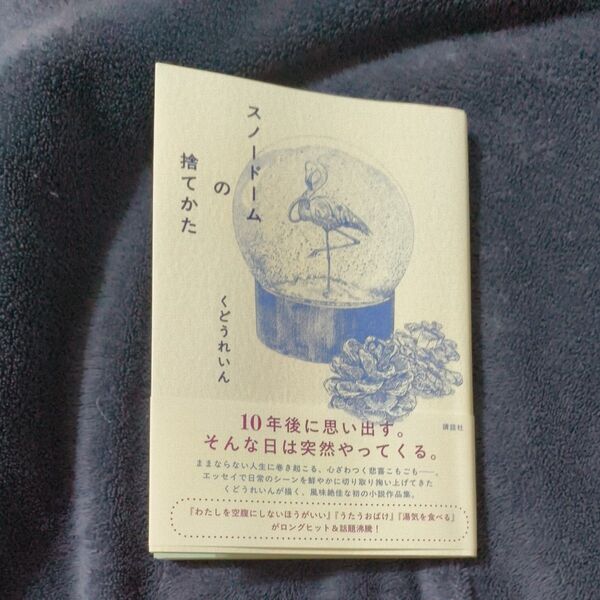 スノードーム
の
捨てかた
くどうれいん
講談社
10年後に思い出す。
そんな日は突然やってくる。
ままならない人生に巻き起こる、心ざわつく悲喜こもごも――。
エッセイで日常のシーンを鮮やかに切り取り掬い上げてきた
くどうれいんが描く、風味絶佳な初の小説作品集。
『わたしを空腹にしないほうがいい』『うたうおばけ』『湯気を食べる』
がロングヒット&話題沸騰!